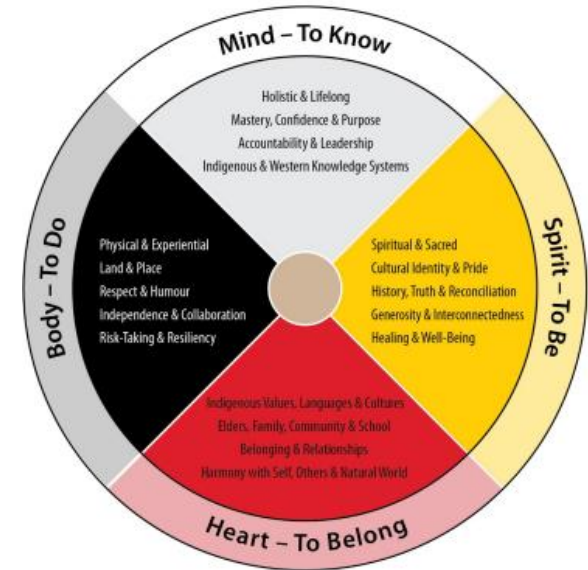 Mind – To Know
Holistic & Lifelong
Mastery, Confidence & Purpose
Accountability & Leadership
Indigenous & Western Knowledge Systems
Body – To Do
Physical & Experiential
Land & Place
Respect & Humour
Independence & Collaboration
Risk-Taking & Resiliency
Spiritual & Sacred
Cultural Identity & Pride
History, Truth & Reconciliation
Generosity & Interconnectedness
Healing & Well-Being
Spirit – To Be
Indigenous Values, Languages & Cultures
Elders, Family, Community & School
Belonging & Relationships
Harmony with Self, Others & Natural World
Heart – To Belong